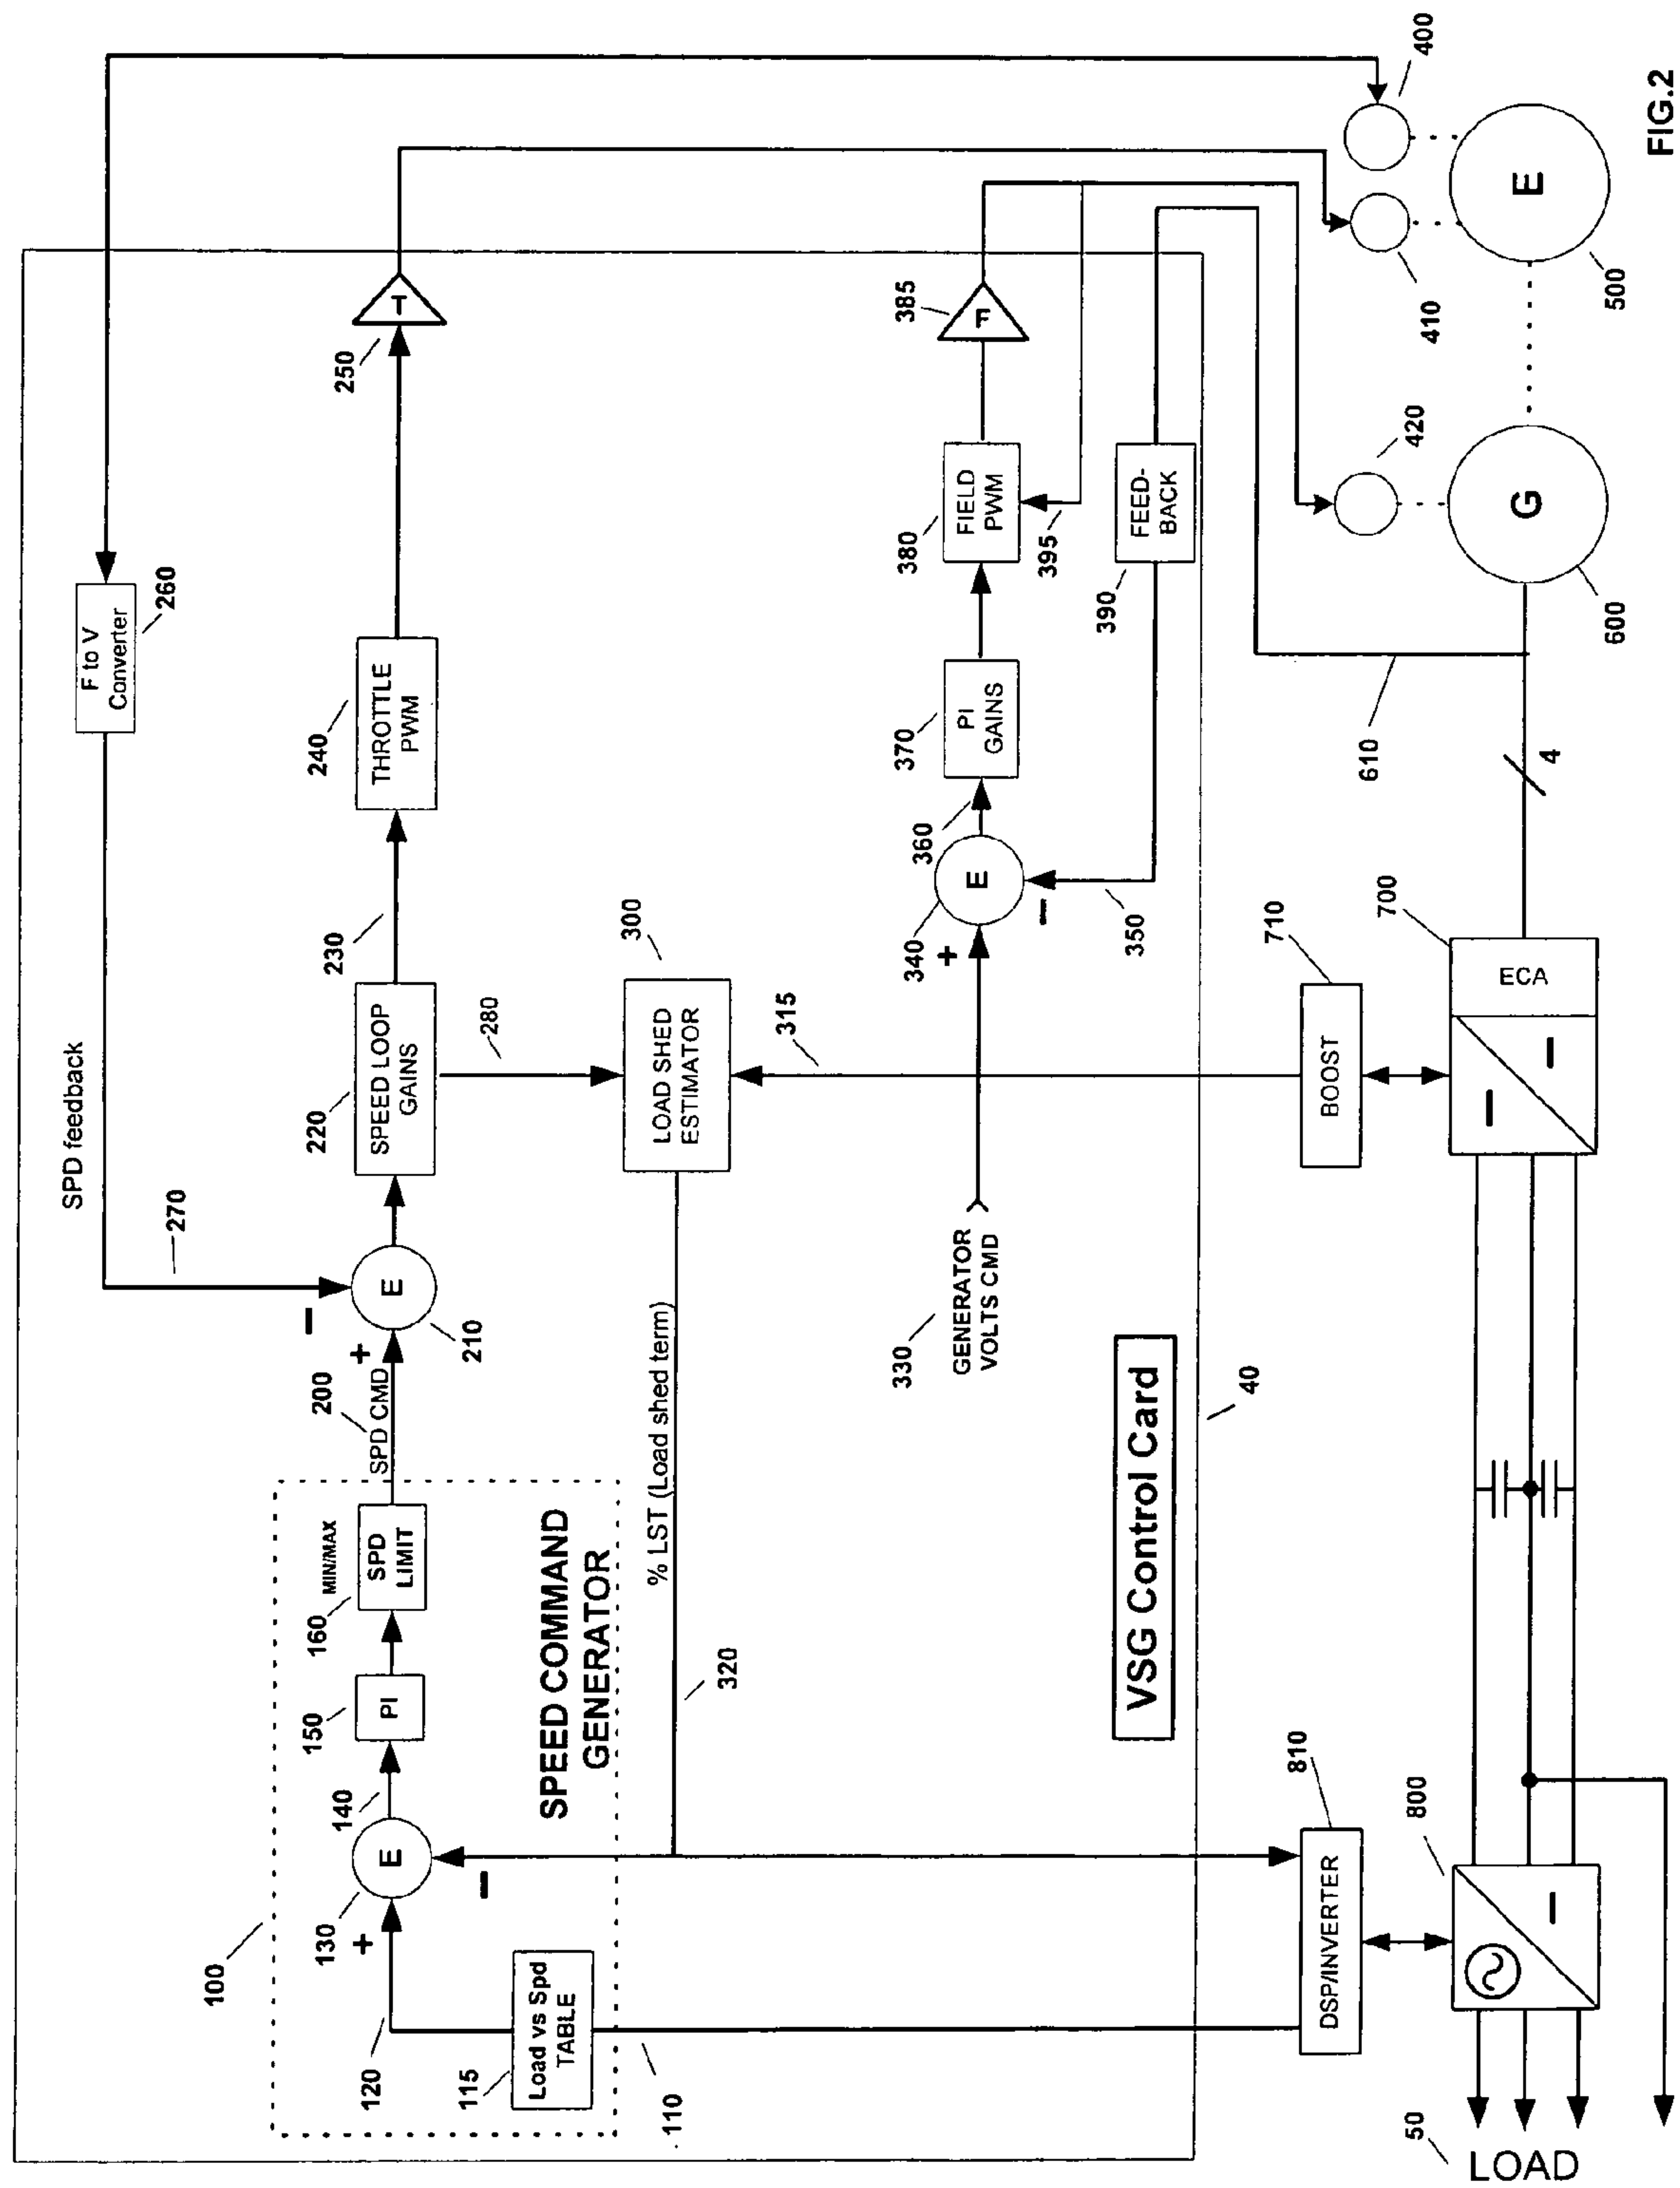 SPD feedback
270
F to V
Converter
260
100
MIN/MAX
120
130
+
E
140
150
PI
160
SPD
LIMIT
200
SPD CMD
+
−
E
210
220
SPEED LOOP
GAINS
230
240
THROTTLE
PWM
250
T
115
Load vs Spd
TABLE
110
−
SPEED COMMAND
GENERATOR
280
300
LOAD SHED
ESTIMATOR
% LST (Load shed term)
320
315
330
GENERATOR
VOLTS CMD
340
+
−
E
350
360
370
PI
GAINS
380
FIELD
PWM
385
F
395
390
FEED-
BACK
VSG Control Card
40
810
DSP/INVERTER
710
BOOST
610
420
410
400
50
LOAD
800
700
ECA
4
G
600
E
500
FIG.2